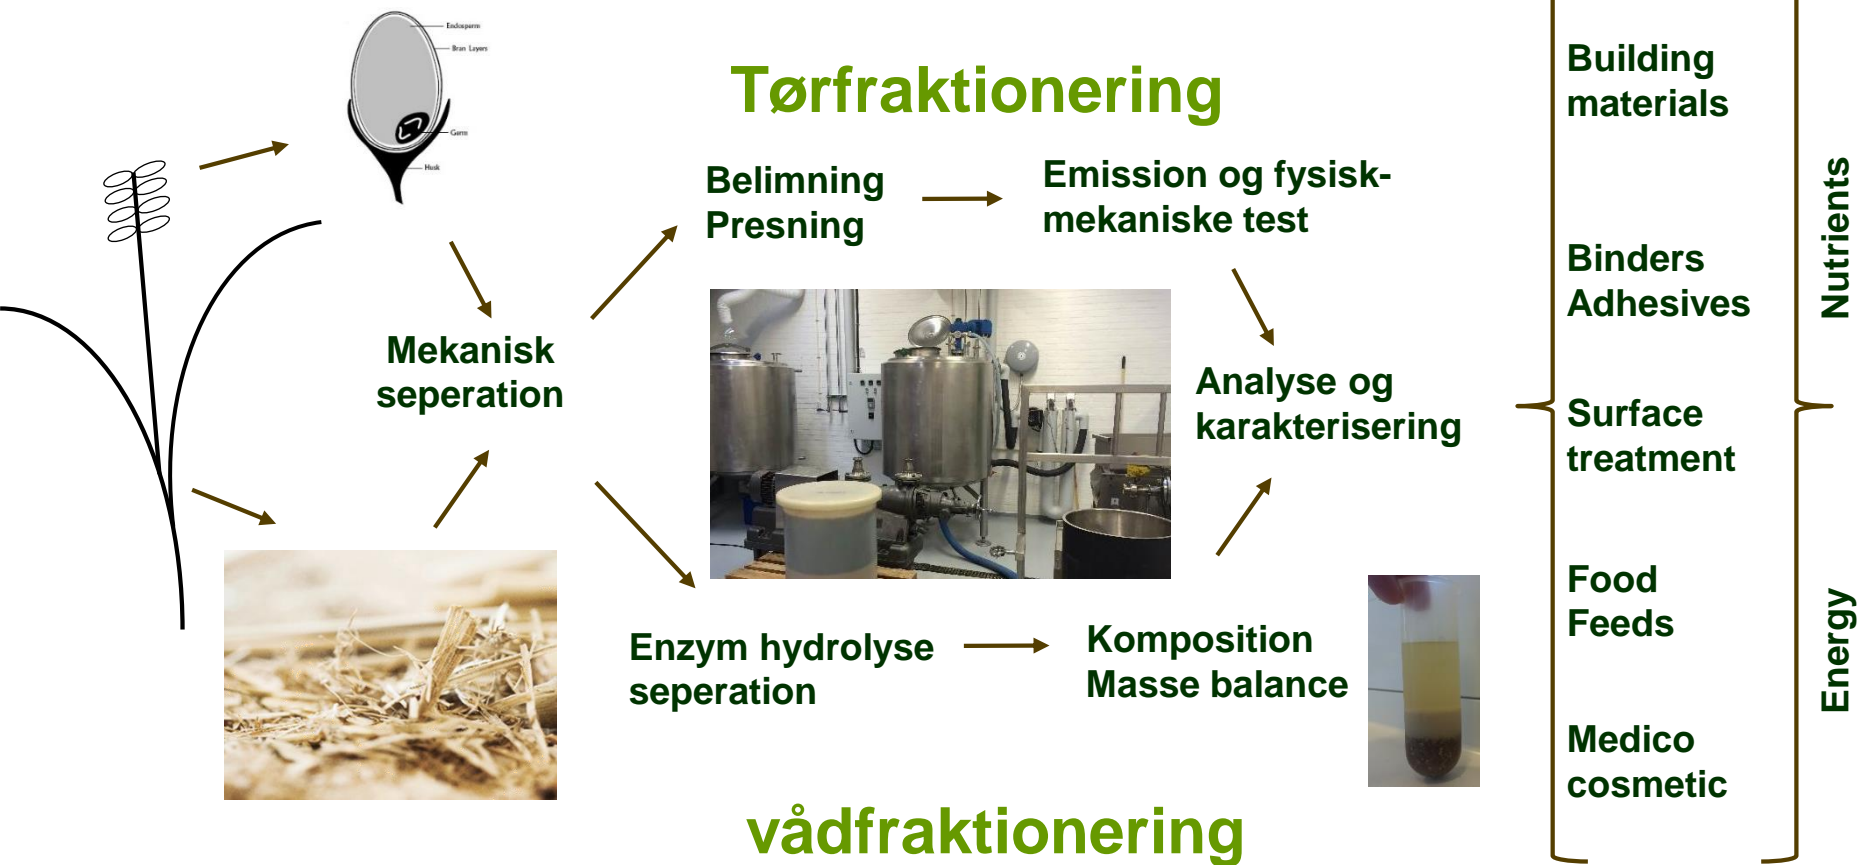 Endosperm
Bran Layers
Germ
Husk
Tørfraktionering
Belimning
Presning
Emission og fysisk-
mekaniske test
Mekanisk
seperation
Analyse og
karakterisering
Enzym hydrolyse
seperation
Komposition
Masse balance
vådfraktionering
Building
materials
Binders
Adhesives
Surface
treatment
Food
Feeds
Medico
cosmetic
Nutrients
Energy